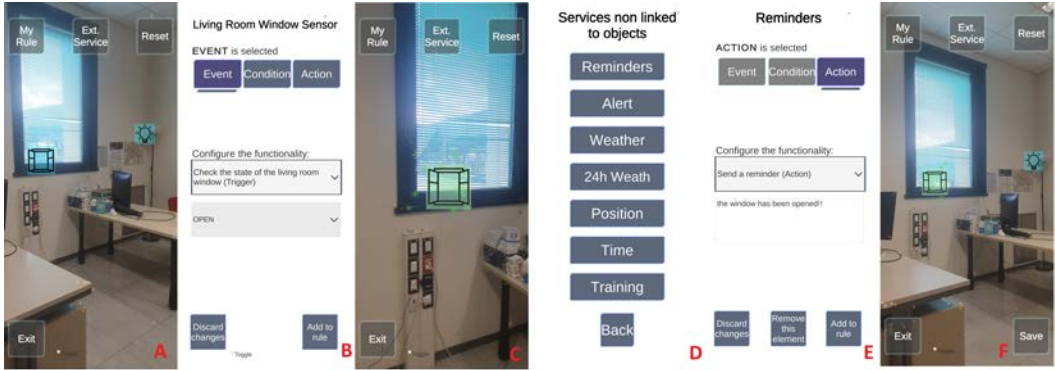 My
Rule
Ext.
Service
Reset
Exit
Toggle
A
Living Room Window Sensor
EVENT is selected
Event
Condition
Action
Configure the functionality:
Check the state of the living room
window (Trigger)
OPEN
Discard
changes
Add to
rule
Toggle
B
My
Rule
Ext.
Service
Reset
Exit
Toggle
C
Services non linked
to objects
Reminders
Alert
Weather
24h Weath
Position
Time
Training
Back
D
Reminders
ACTION is selected
Event
Condition
Action
Configure the functionality:
Send a reminder (Action)
the window has been opened!!
Discard
changes
Remove
this
element
Add to
rule
E
My
Rule
Ext.
Service
Reset
Exit
Toggle
Save
F